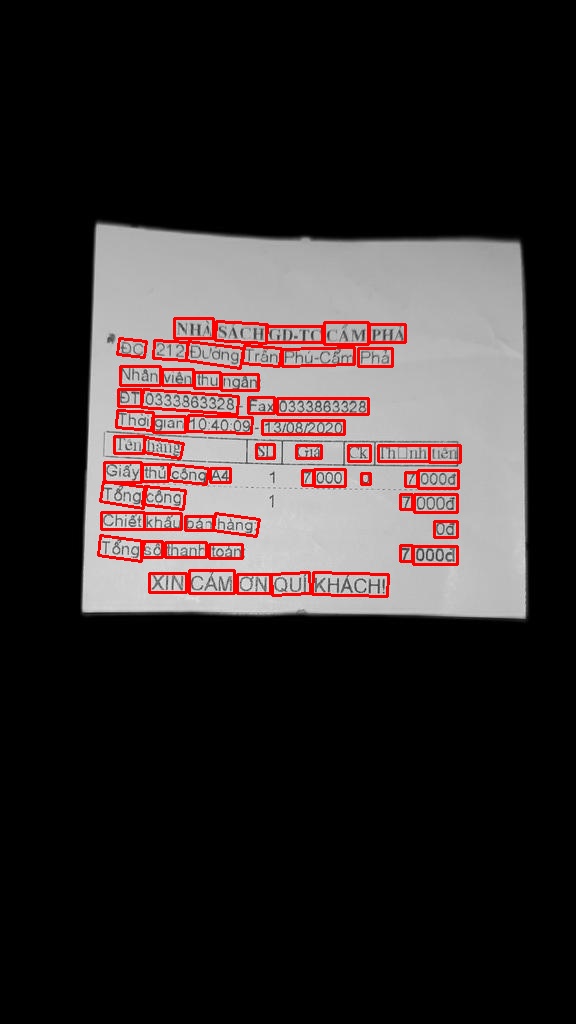 NHÀ SÁCH GD-TC CẨM PHẢ
ĐC 212 Đường Trần Phú-Cẩm Phả
Nhân viên thu ngân
ĐT 0333863328- Fax 0333863328
Thời gian 10:40:09 - 13/08/2020
Tên hàng Sl Giá CK Th□nh tiền
Giấy thủ công A4 1 7 000 0 7 000đ
Tổng cộng 1 7 000đ
Chiết khấu bán hàng 0đ
Tổng số thanh toán 7 000đ
XIN CẢM ƠN QUÍ KHÁCH!